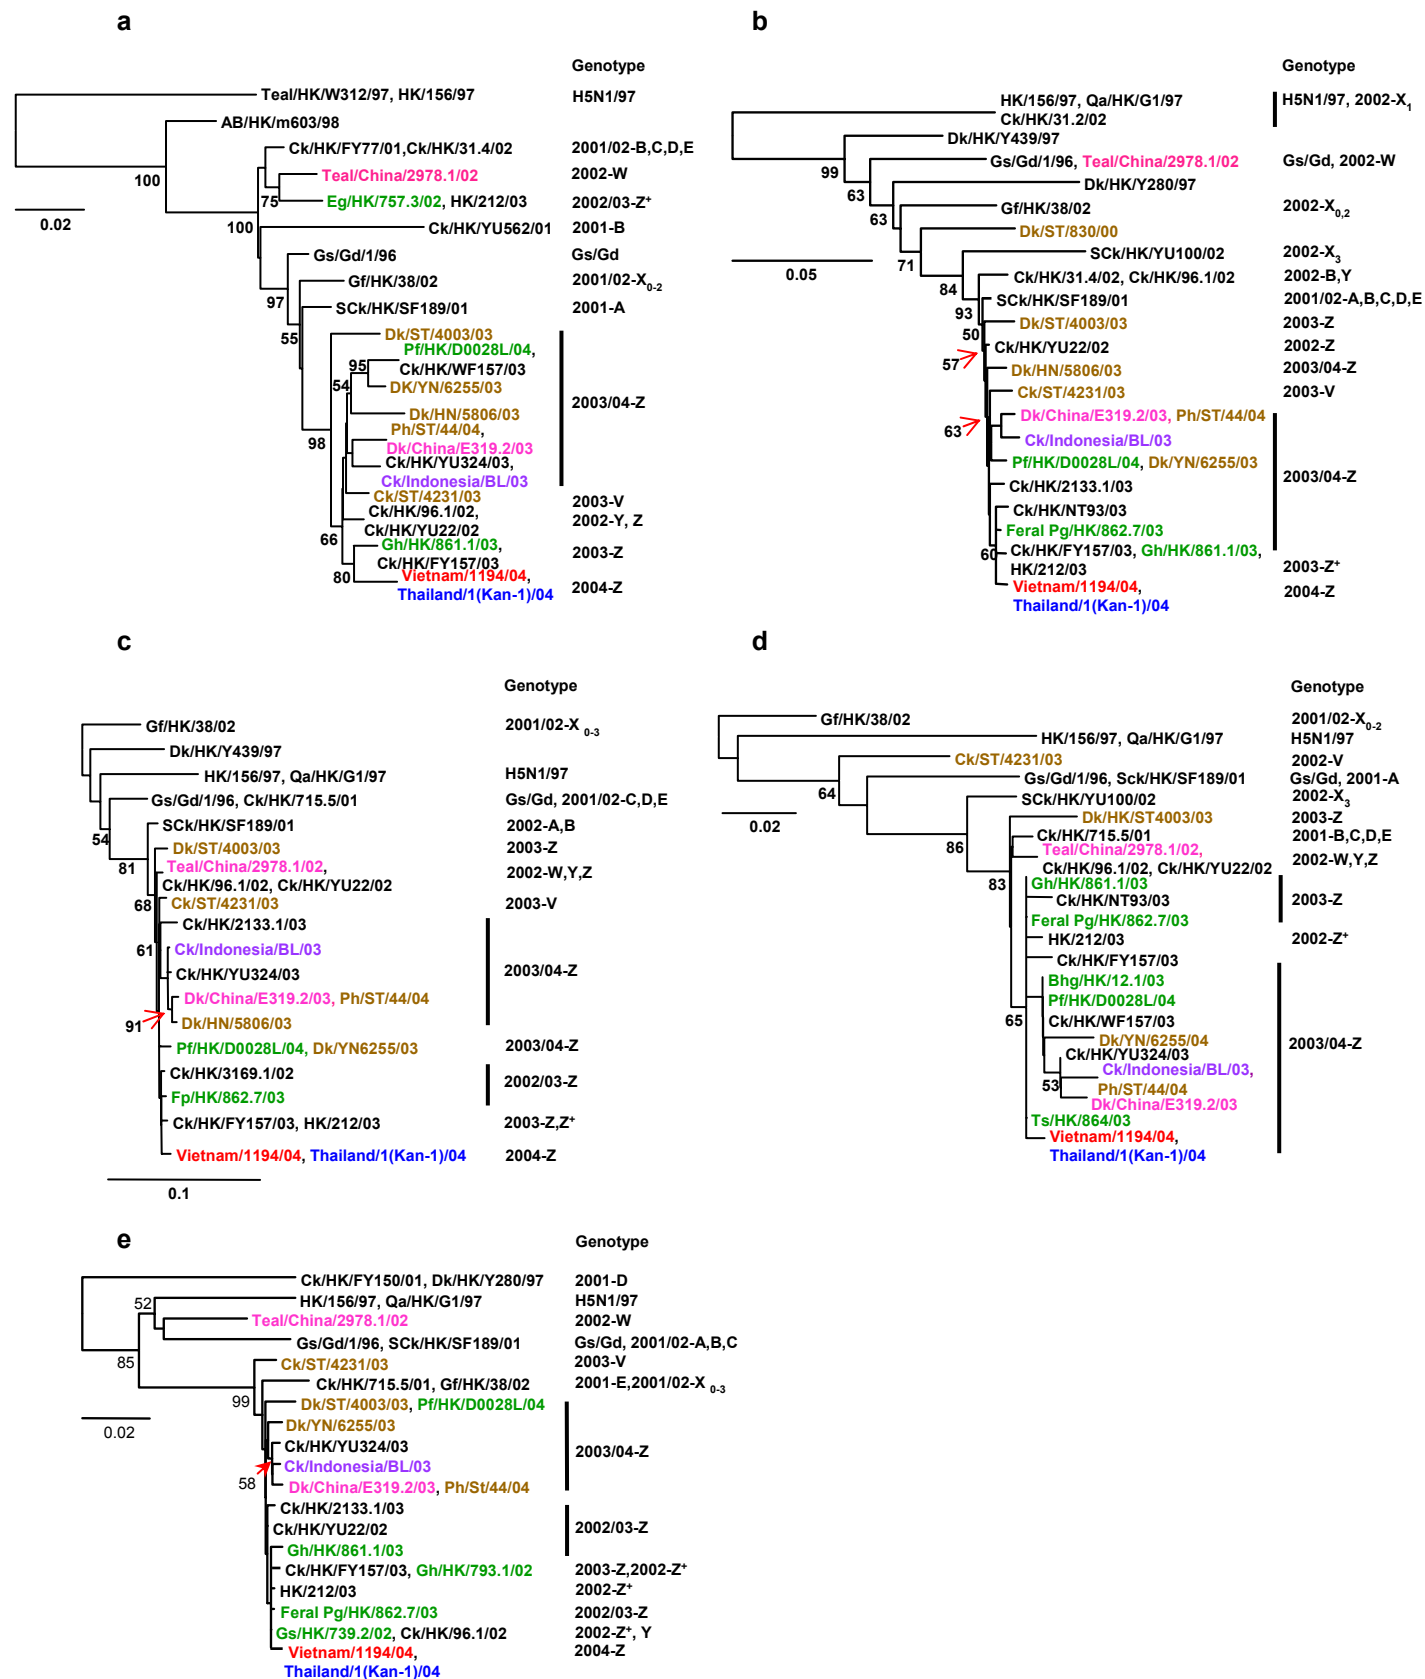 a
Genotype
Teal/HK/W312/97, HK/156/97
H5N1/97
AB/HK/m603/98
Ck/HK/FY77/01,Ck/HK/31.4/02
2001/02-B,C,D,E
Teal/China/2978.1/02
2002-W
100
75
Eg/HK/757.3/02, HK/212/03
2002/03-Z+
0.02
100
Ck/HK/YU562/01
2001-B
Gs/Gd/1/96
Gs/Gd
Gf/HK/38/02
2001/02-X0-2
97
SCk/HK/SF189/01
2001-A
55
Dk/ST/4003/03
Pf/HK/D0028L/04,
95
Ck/HK/WF157/03
54
DK/YN/6255/03
2003/04-Z
Dk/HN/5806/03
Ph/ST/44/04,
98
Dk/China/E319.2/03
Ck/HK/YU324/03,
Ck/Indonesia/BL/03
Ck/ST/4231/03
2003-V
Ck/HK/96.1/02,
2002-Y, Z
Ck/HK/YU22/02
66
Gh/HK/861.1/03,
2003-Z
Ck/HK/FY157/03
80
Vietnam/1194/04,
2004-Z
Thailand/1(Kan-1)/04
b
Genotype
HK/156/97, Qa/HK/G1/97
H5N1/97, 2002-X1
Ck/HK/31.2/02
Dk/HK/Y439/97
Gs/Gd/1/96, Teal/China/2978.1/02
Gs/Gd, 2002-W
99
Dk/HK/Y280/97
63
Gf/HK/38/02
2002-X0,2
63
Dk/ST/830/00
SCk/HK/YU100/02
2002-X3
71
0.05
Ck/HK/31.4/02, Ck/HK/96.1/02
2002-B,Y
84
SCk/HK/SF189/01
2001/02-A,B,C,D,E
93
Dk/ST/4003/03
2003-Z
50
Ck/HK/YU22/02
2002-Z
57
Dk/HN/5806/03
2003/04-Z
Ck/ST/4231/03
2003-V
Dk/China/E319.2/03, Ph/ST/44/04
63
Ck/Indonesia/BL/03
Pf/HK/D0028L/04, Dk/YN/6255/03
2003/04-Z
Ck/HK/2133.1/03
Ck/HK/NT93/03
Feral Pg/HK/862.7/03
60
Ck/HK/FY157/03, Gh/HK/861.1/03,
HK/212/03
2003-Z+
Vietnam/1194/04,
2004-Z
Thailand/1(Kan-1)/04
c
Genotype
Gf/HK/38/02
2001/02-X 0-3
Dk/HK/Y439/97
HK/156/97, Qa/HK/G1/97
H5N1/97
Gs/Gd/1/96, Ck/HK/715.5/01
Gs/Gd, 2001/02-C,D,E
SCk/HK/SF189/01
2002-A,B
54
Dk/ST/4003/03
2003-Z
81
Teal/China/2978.1/02,
2002-W,Y,Z
Ck/HK/96.1/02, Ck/HK/YU22/02
68
Ck/ST/4231/03
2003-V
Ck/HK/2133.1/03
61
Ck/Indonesia/BL/03
Ck/HK/YU324/03
2003/04-Z
Dk/China/E319.2/03, Ph/ST/44/04
91
Dk/HN/5806/03
Pf/HK/D0028L/04, Dk/YN6255/03
2003/04-Z
Ck/HK/3169.1/02
2002/03-Z
Fp/HK/862.7/03
Ck/HK/FY157/03, HK/212/03
2003-Z,Z+
Vietnam/1194/04, Thailand/1(Kan-1)/04
2004-Z
0.1
d
Genotype
Gf/HK/38/02
2001/02-X0-2
HK/156/97, Qa/HK/G1/97
H5N1/97
Ck/ST/4231/03
2002-V
Gs/Gd/1/96, Sck/HK/SF189/01
Gs/Gd, 2001-A
64
SCk/HK/YU100/02
2002-X3
0.02
Dk/HK/ST4003/03
2003-Z
Ck/HK/715.5/01
2001-B,C,D,E
86
Teal/China/2978.1/02,
2002-W,Y,Z
Ck/HK/96.1/02, Ck/HK/YU22/02
83
Gh/HK/861.1/03
Ck/HK/NT93/03
2003-Z
Feral Pg/HK/862.7/03
HK/212/03
2002-Z+
Ck/HK/FY157/03
Bhg/HK/12.1/03
Pf/HK/D0028L/04
65
Ck/HK/WF157/03
Dk/YN/6255/04
2003/04-Z
Ck/HK/YU324/03
Ck/Indonesia/BL/03,
53
Ph/ST/44/04
Dk/China/E319.2/03
Ts/HK/864/03
Vietnam/1194/04,
Thailand/1(Kan-1)/04
e
Genotype
Ck/HK/FY150/01, Dk/HK/Y280/97
2001-D
52
HK/156/97, Qa/HK/G1/97
H5N1/97
Teal/China/2978.1/02
2002-W
Gs/Gd/1/96, SCk/HK/SF189/01
Gs/Gd, 2001/02-A,B,C
85
Ck/ST/4231/03
2003-V
Ck/HK/715.5/01, Gf/HK/38/02
2001-E,2001/02-X 0-3
99
Dk/ST/4003/03, Pf/HK/D0028L/04
0.02
Dk/YN/6255/03
Ck/HK/YU324/03
2003/04-Z
Ck/Indonesia/BL/03
58
Dk/China/E319.2/03, Ph/St/44/04
Ck/HK/2133.1/03
Ck/HK/YU22/02
2002/03-Z
Gh/HK/861.1/03
Ck/HK/FY157/03, Gh/HK/793.1/02
2003-Z,2002-Z+
HK/212/03
2002-Z+
Feral Pg/HK/862.7/03
2002/03-Z
Gs/HK/739.2/02, Ck/HK/96.1/02
2002-Z+, Y
Vietnam/1194/04,
2004-Z
Thailand/1(Kan-1)/04